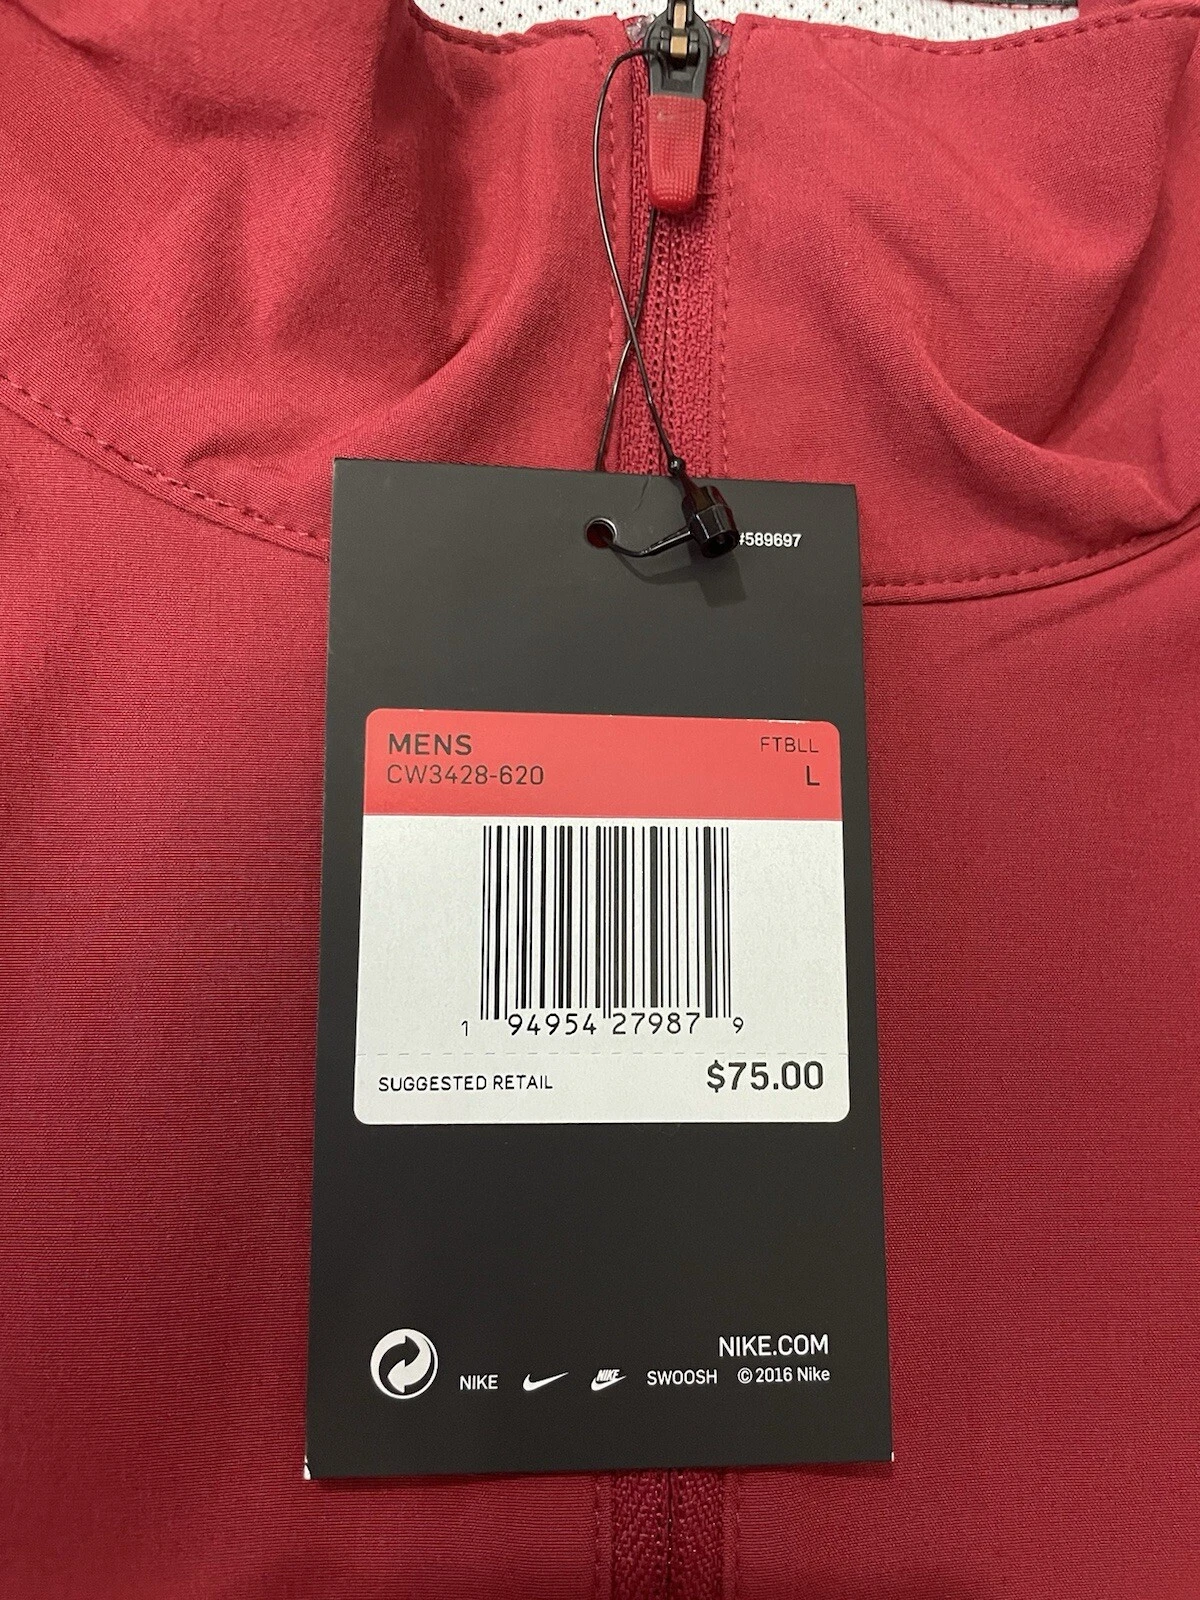 #589697
MENS FTBLL
CW3428-620 L
1 94954 27987 9
SUGGESTED RETAIL $75.00
NIKE.COM
NIKE NIKE SWOOSH © 2016 Nike